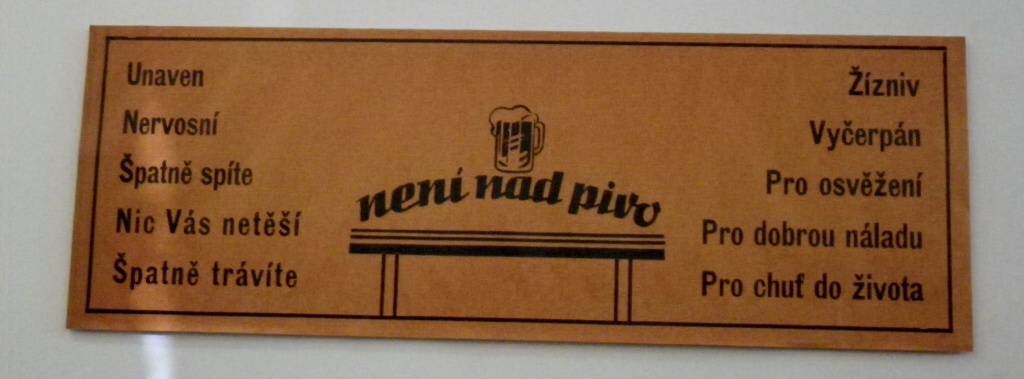 Unaven
Nervosní
Špatně spíte
Nic Vás netěší
Špatně trávíte
není nad pivo
Žízniv
Vyčerpán
Pro osvěžení
Pro dobrou náladu
Pro chuť do života